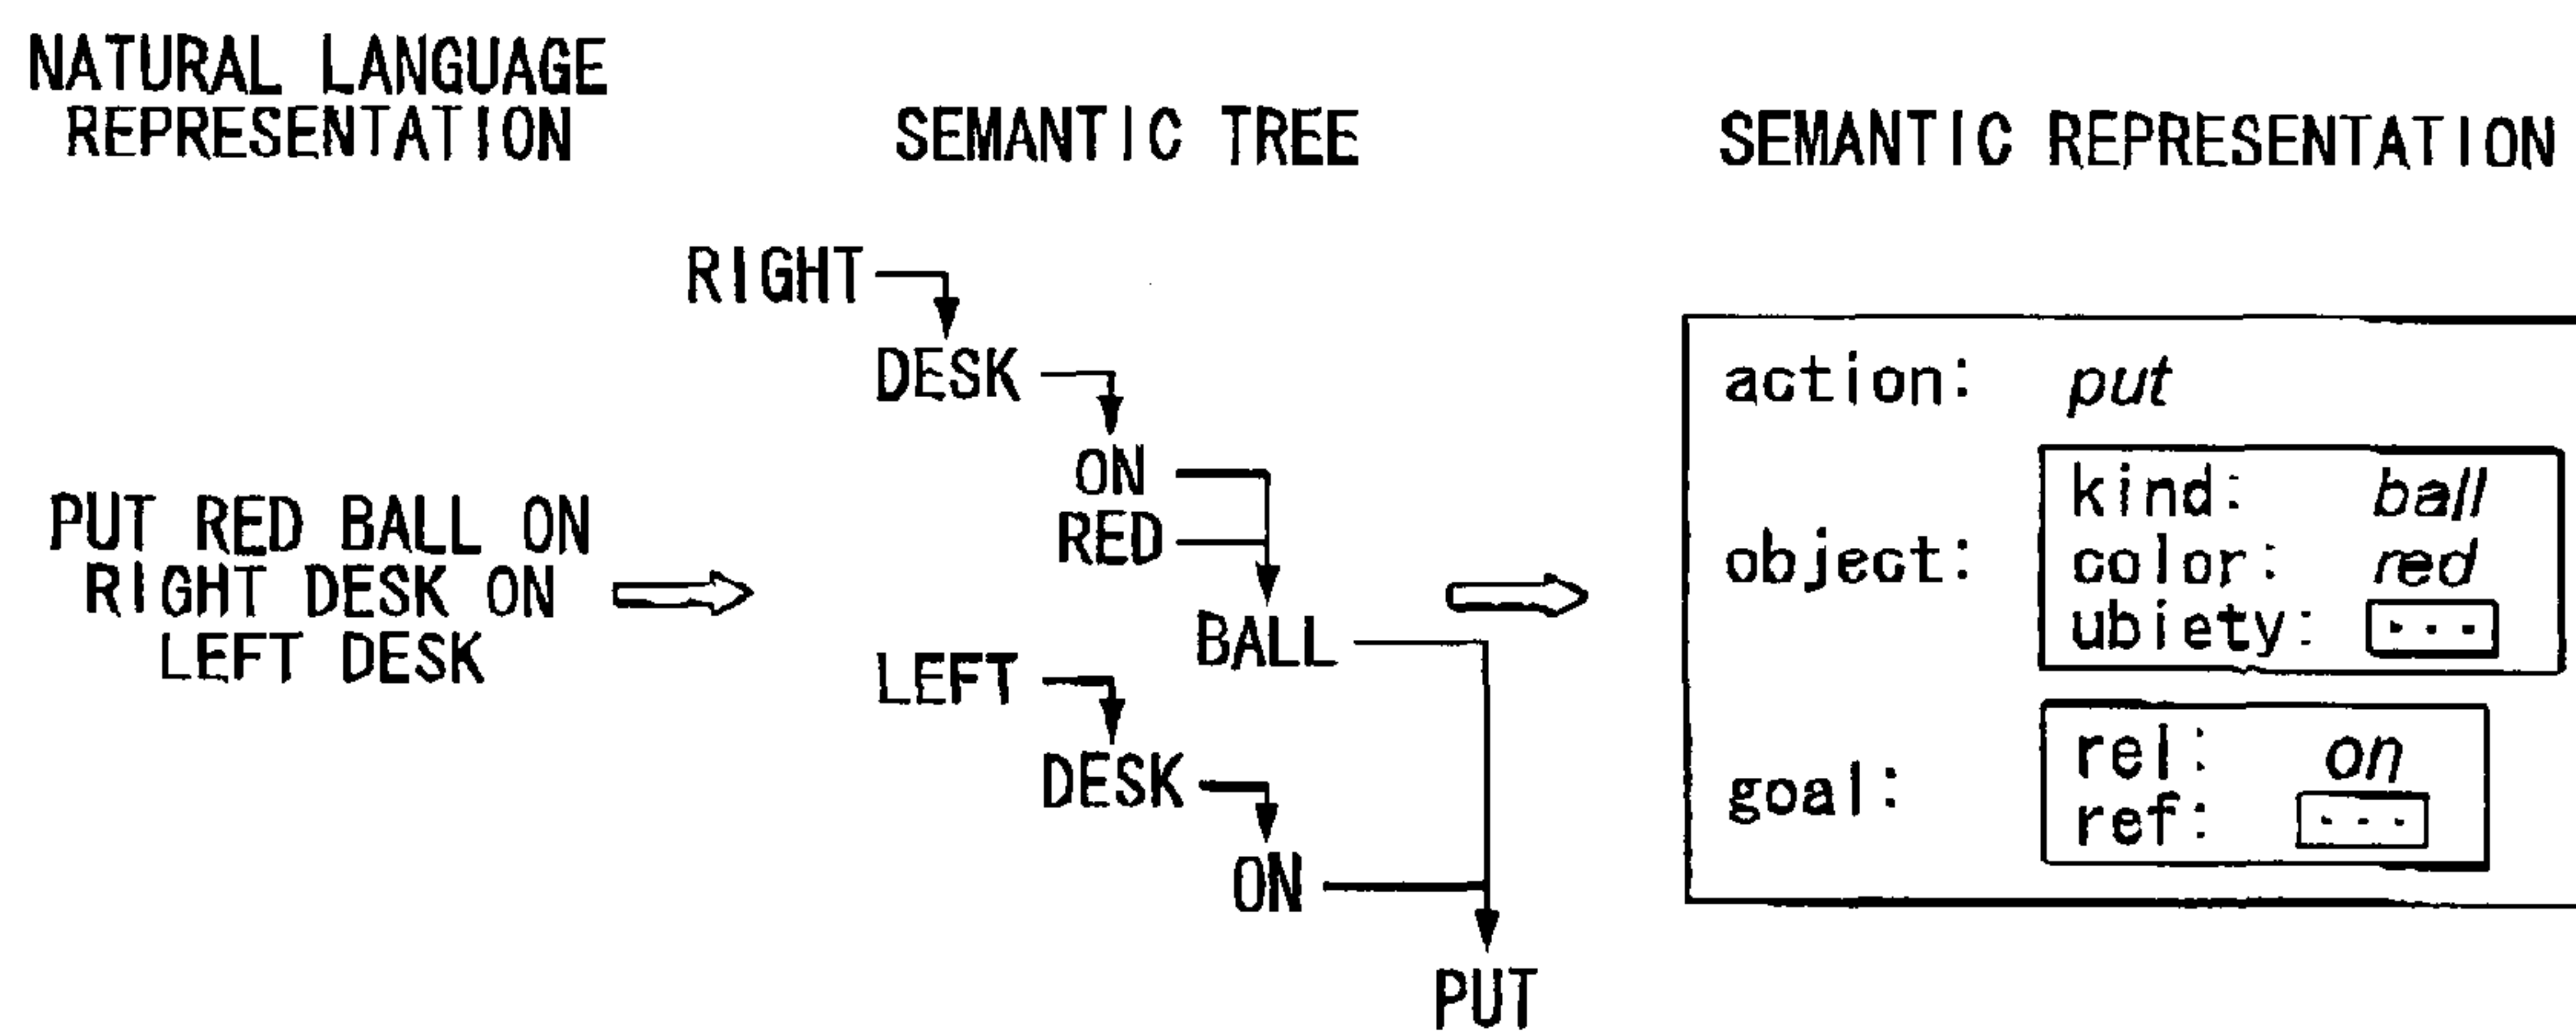 NATURAL LANGUAGE
REPRESENTATION
SEMANTIC TREE
SEMANTIC REPRESENTATION
PUT RED BALL ON
RIGHT DESK ON
LEFT DESK
RIGHT
DESK
ON
RED
BALL
LEFT
DESK
ON
PUT
action: put
object:
kind: ball
color: red
ubiety: ...
goal:
rel: on
ref: ...